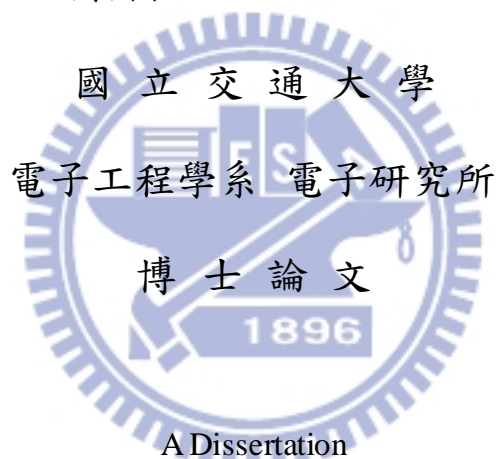 國 立 交 通 大 學
電子工程學系 電子研究所
博 士 論 文
1896
A Dissertation